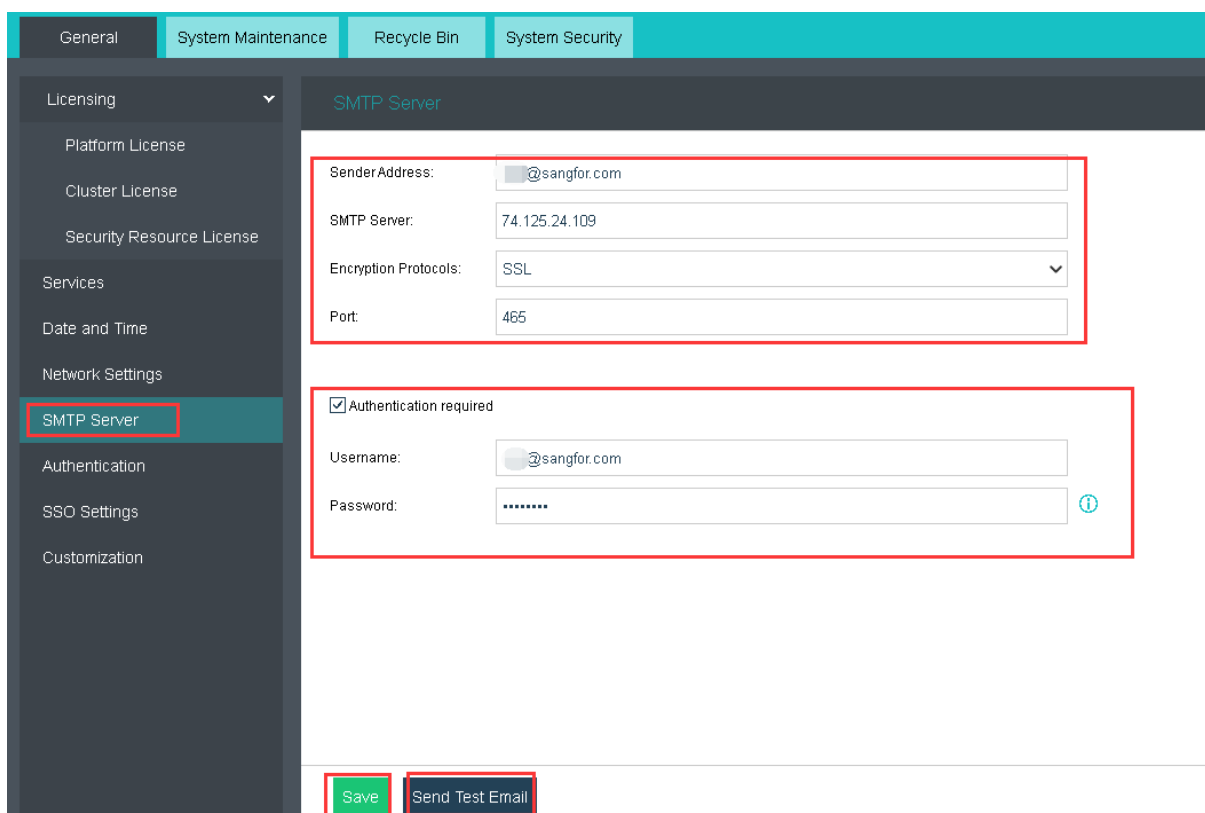 General System Maintenance Recycle Bin System Security
Licensing
Platform License
Cluster License
Security Resource License
Services
Date and Time
Network Settings
SMTP Server
Authentication
SSO Settings
Customization
SMTP Server
Sender Address: @sangfor.com
SMTP Server: 74.125.24.109
Encryption Protocols: SSL
Port: 465
Authentication required
Username: @sangfor.com
Password: ••••••••
Save Send Test Email